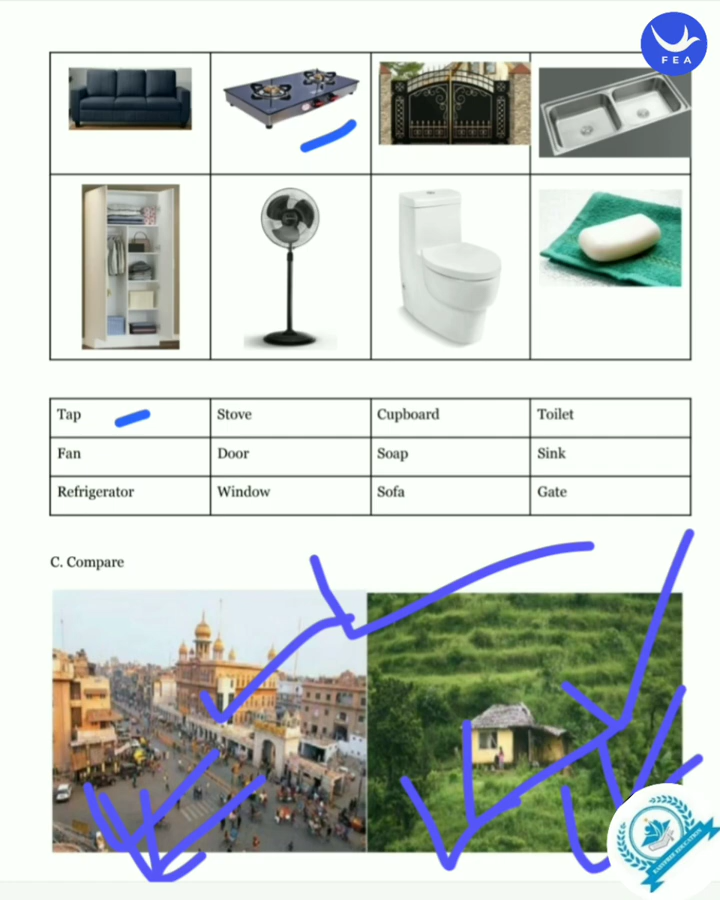 FEA
Tap Stove Cupboard Toilet
Fan Door Soap Sink
Refrigerator Window Sofa Gate
C. Compare